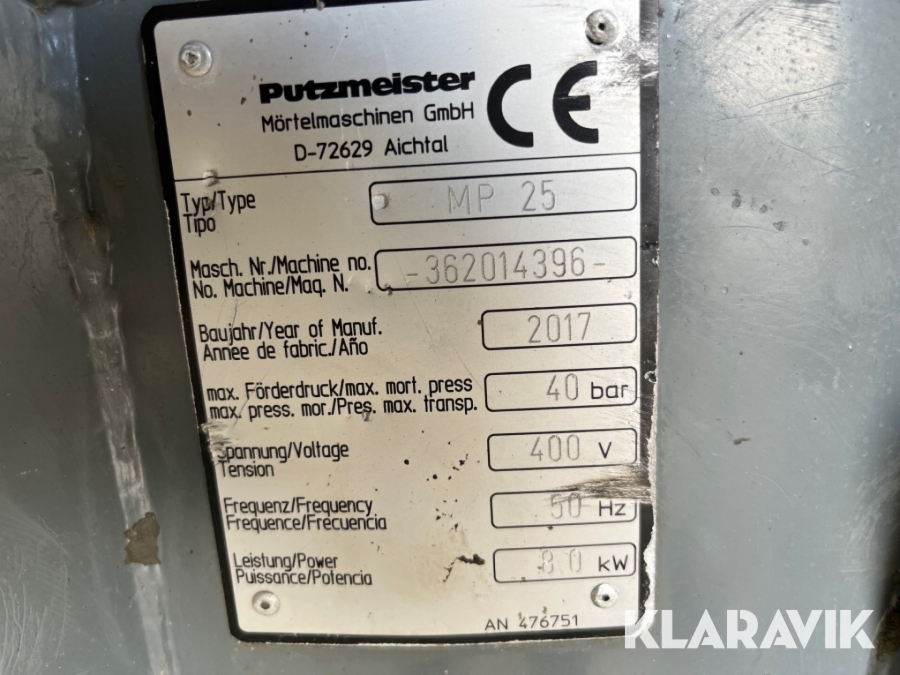 Putzmeister
Mörtelmaschinen GmbH
D-72629 Aichtal
CE
Typ/Type
Tipo
MP 25
Masch. Nr./Machine no.
No. Machine/Maq. N.
-362014396-
Baujahr/Year of Manuf.
Annee de fabric./Año
2017
max. Förderdruck/max. mort. press
max. press. mor./Pres. max. transp.
40 bar
Spannung/Voltage
Tension
400 V
Frequenz/Frequency
Frequence/Frecuencia
50 Hz
Leistung/Power
Puissance/Potencia
8.0 kW
AN 476751
KLARAVIK